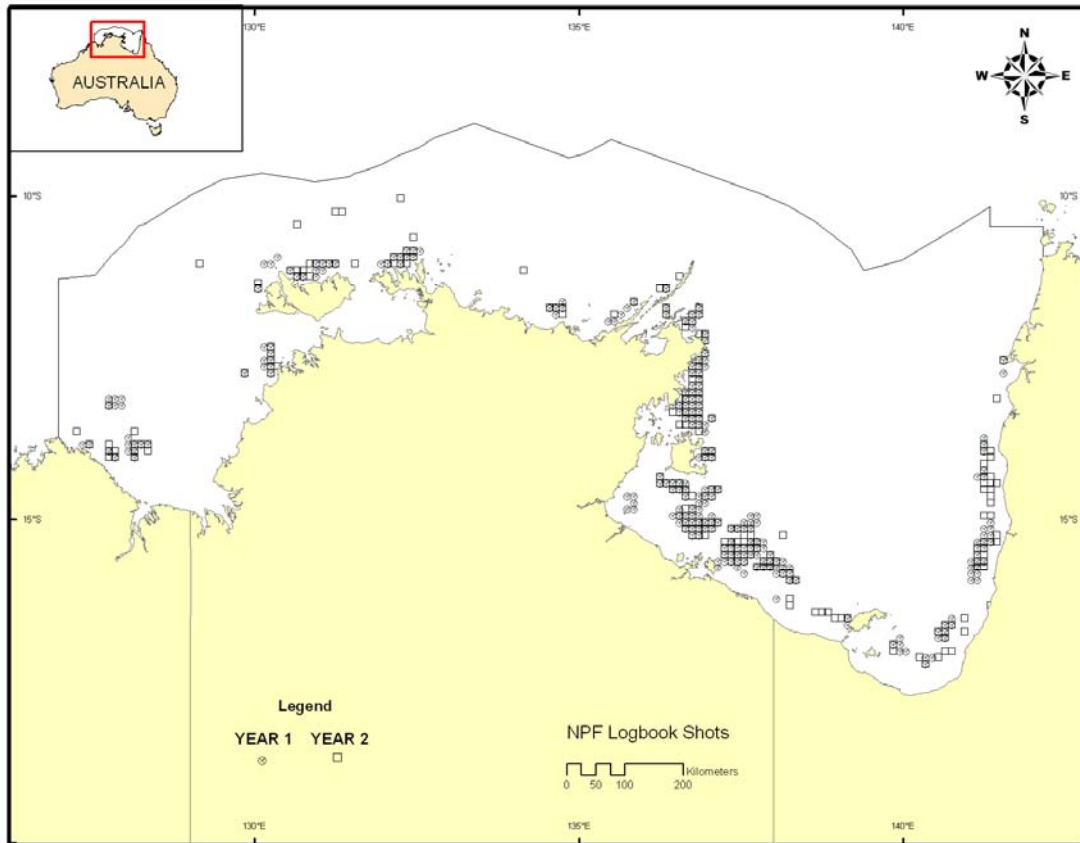 130°E 135°E 140°E
AUSTRALIA
N
W E
S
10°S 10°S
15°S 15°S
Legend
YEAR 1 YEAR 2
NPF Logbook Shots
Kilometers
0 50 100 200
130°E 135°E 140°E